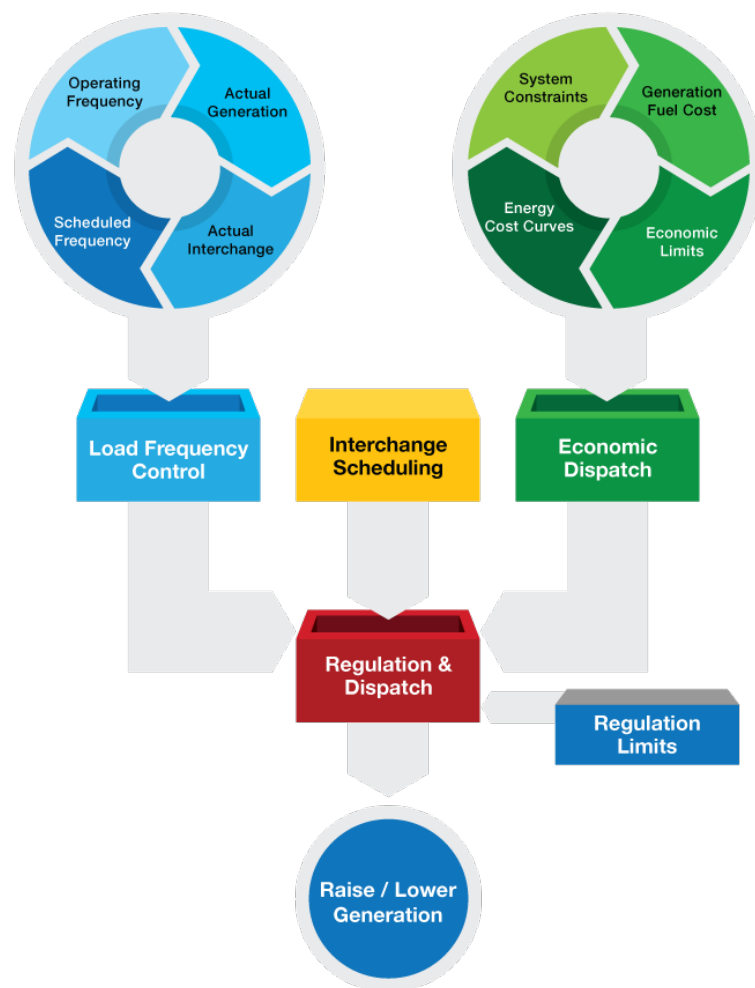 Operating
Frequency
Actual
Generation
Scheduled
Frequency
Actual
Interchange
System
Constraints
Generation
Fuel Cost
Energy
Cost Curves
Economic
Limits
Load Frequency
Control
Interchange
Scheduling
Economic
Dispatch
Regulation &
Dispatch
Regulation
Limits
Raise / Lower
Generation